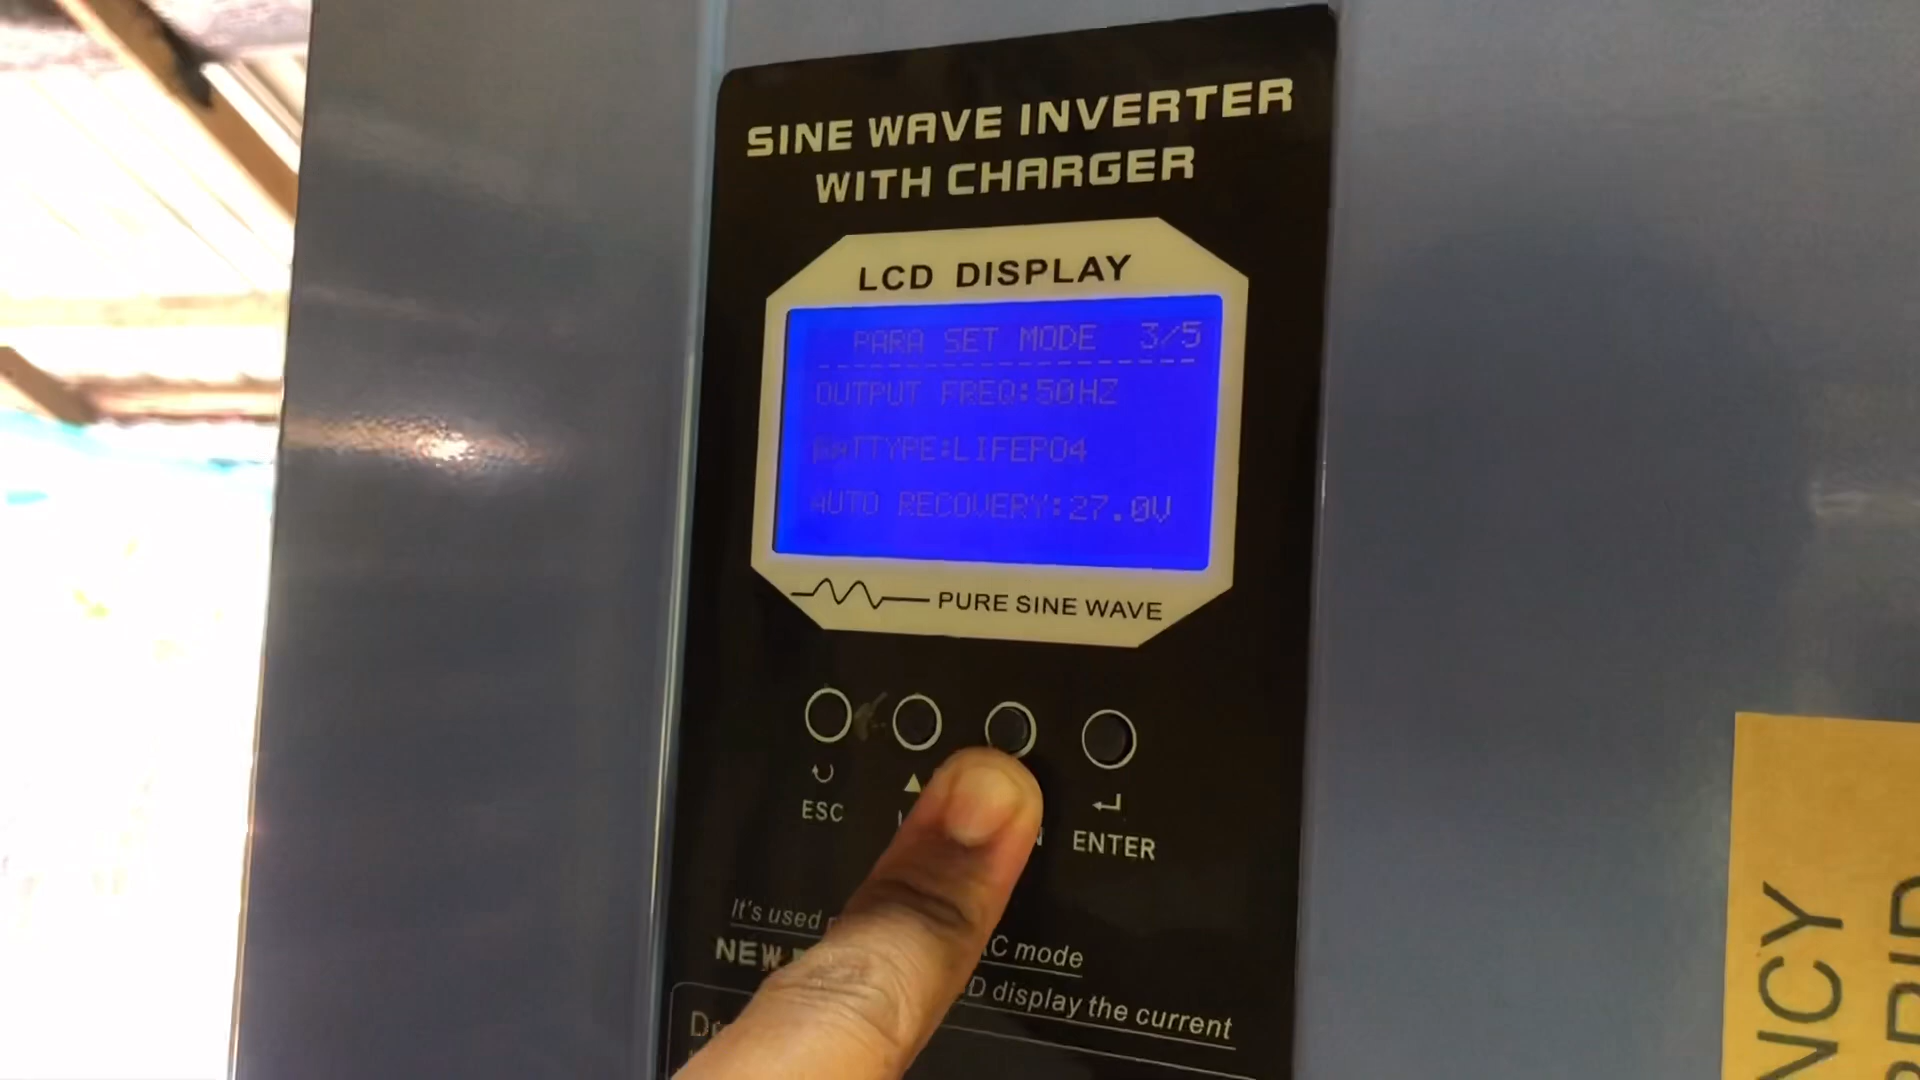 SINE WAVE INVERTER
WITH CHARGER
LCD DISPLAY
PARA SET MODE 3/5
OUTPUT FREQ:50HZ
BATTYPE:LIFEPO4
AUTO RECOVERY:27.0V
PURE SINE WAVE
ESC
ENTER
It's used
mode
NEW
display the current
NCY